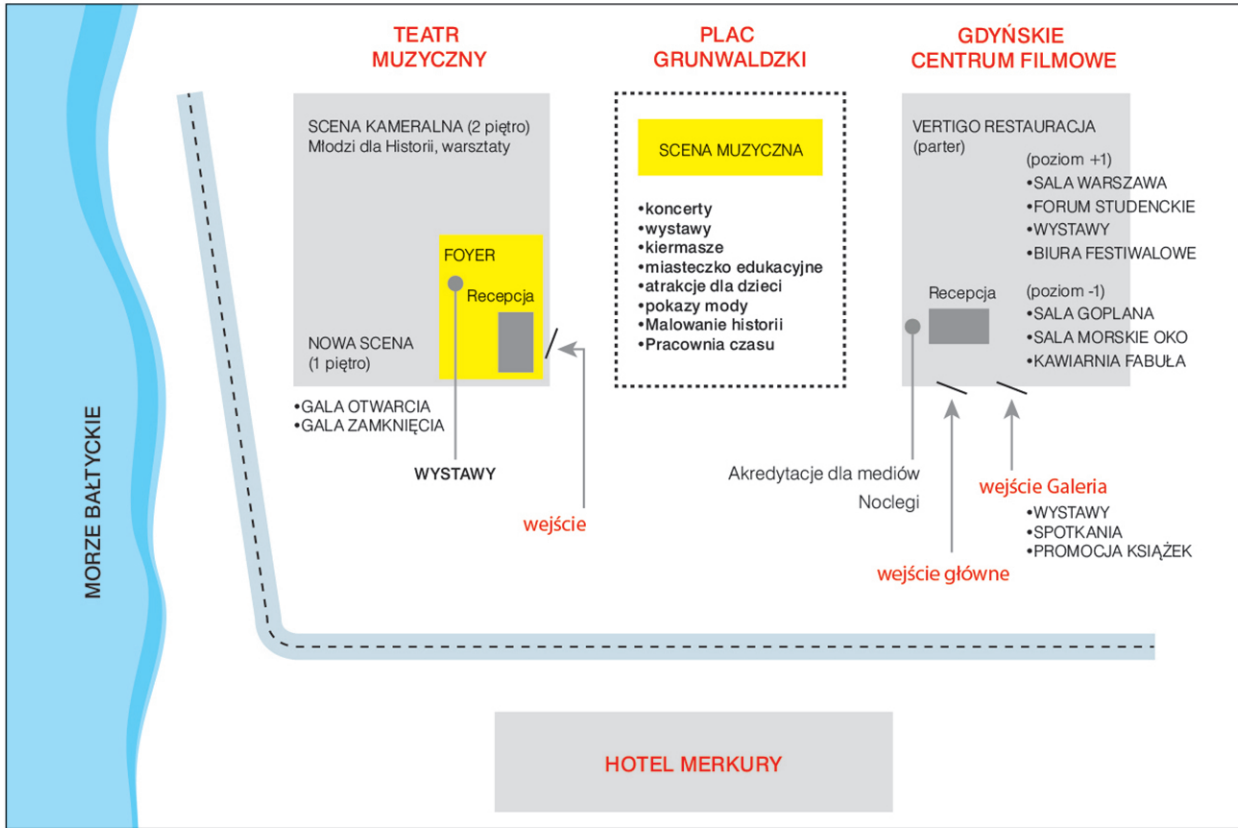 TEATR
MUZYCZNY
SCENA KAMERALNA (2 piętro)
Młodzi dla Historii, warsztaty
FOYER
Recepcja
NOWA SCENA
(1 piętro)
•GALA OTWARCIA
•GALA ZAMKNIĘCIA
WYSTAWY
wejście
PLAC
GRUNWALDZKI
SCENA MUZYCZNA
•koncerty
•wystawy
•kiermasze
•miasteczko edukacyjne
•atrakcje dla dzieci
•pokazy mody
•Malowanie historii
•Pracownia czasu
GDYŃSKIE
CENTRUM FILMOWE
VERTIGO RESTAURACJA
(parter)
(poziom +1)
•SALA WARSZAWA
•FORUM STUDENCKIE
•WYSTAWY
•BIURA FESTIWALOWE
Recepcja
(poziom -1)
•SALA GOPLANA
•SALA MORSKIE OKO
•KAWIARNIA FABUŁA
Akredytacje dla mediów
Noclegi
wejście Galeria
•WYSTAWY
•SPOTKANIA
•PROMOCJA KSIĄŻEK
wejście główne
MORZE BAŁTYCKIE
HOTEL MERKURY